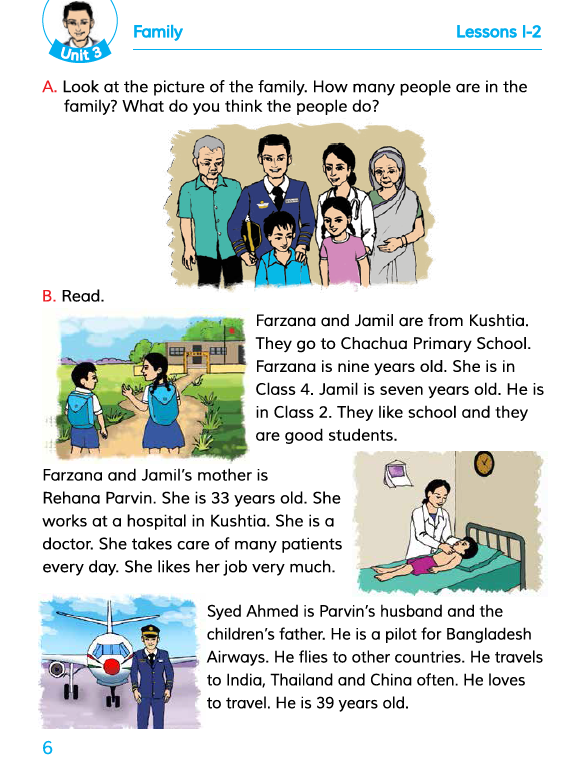 Unit 3
Family
Lessons 1-2
A. Look at the picture of the family. How many people are in the
family? What do you think the people do?
B. Read.
Farzana and Jamil are from Kushtia.
They go to Chachua Primary School.
Farzana is nine years old. She is in
Class 4. Jamil is seven years old. He is
in Class 2. They like school and they
are good students.
Farzana and Jamil's mother is
Rehana Parvin. She is 33 years old. She
works at a hospital in Kushtia. She is a
doctor. She takes care of many patients
every day. She likes her job very much.
Syed Ahmed is Parvin's husband and the
children's father. He is a pilot for Bangladesh
Airways. He flies to other countries. He travels
to India, Thailand and China often. He loves
to travel. He is 39 years old.
6